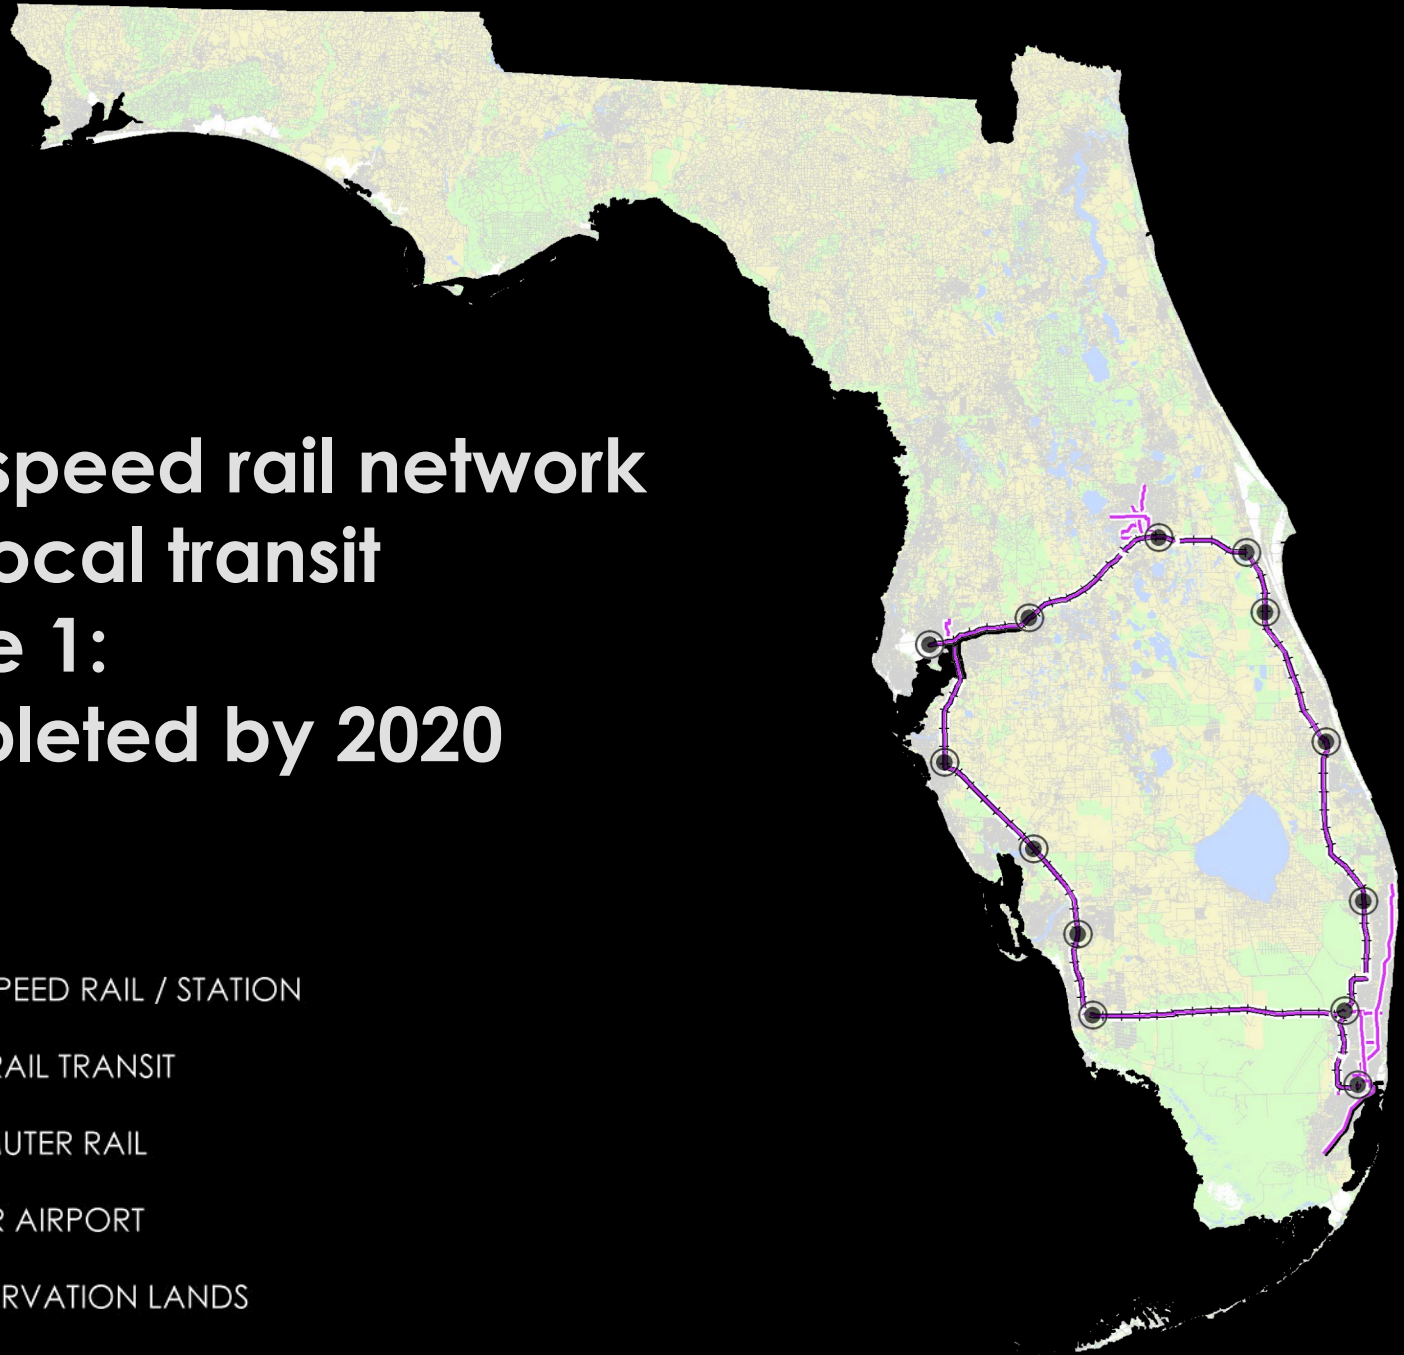 speed rail network
ocal transit
e 1:
pleted by 2020
PEED RAIL / STATION
RAIL TRANSIT
UTER RAIL
R AIRPORT
RVATION LANDS